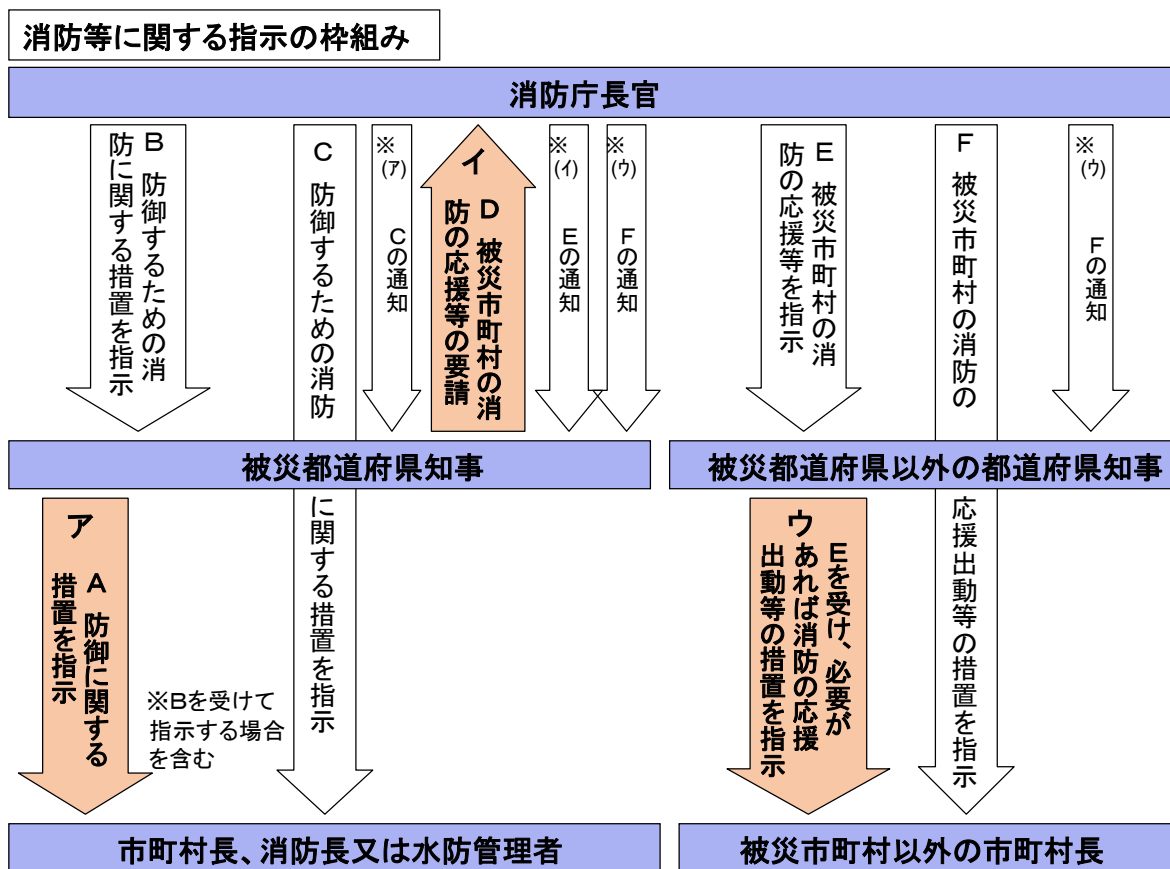 消防等に関する指示の枠組み
消防庁長官
B 防御するための消
防に関する措置を指示
C 防御するための消防
に関する措置を指示
※
(ア)
Cの通知
イ
D 被災市町村の消
防の応援等の要請
※
(イ)
Eの通知
※
(ウ)
Fの通知
E 被災市町村の消
防の応援等を指示
F 被災市町村の消防の
応援出動等の措置を指示
※
(ウ)
Fの通知
被災都道府県知事
被災都道府県以外の都道府県知事
ア
A 防御に関する
措置を指示
※Bを受けて
指示する場合
を含む
ウ
Eを受け、必要が
あれば消防の応援
出動等の措置を指示
市町村長、消防長又は水防管理者
被災市町村以外の市町村長